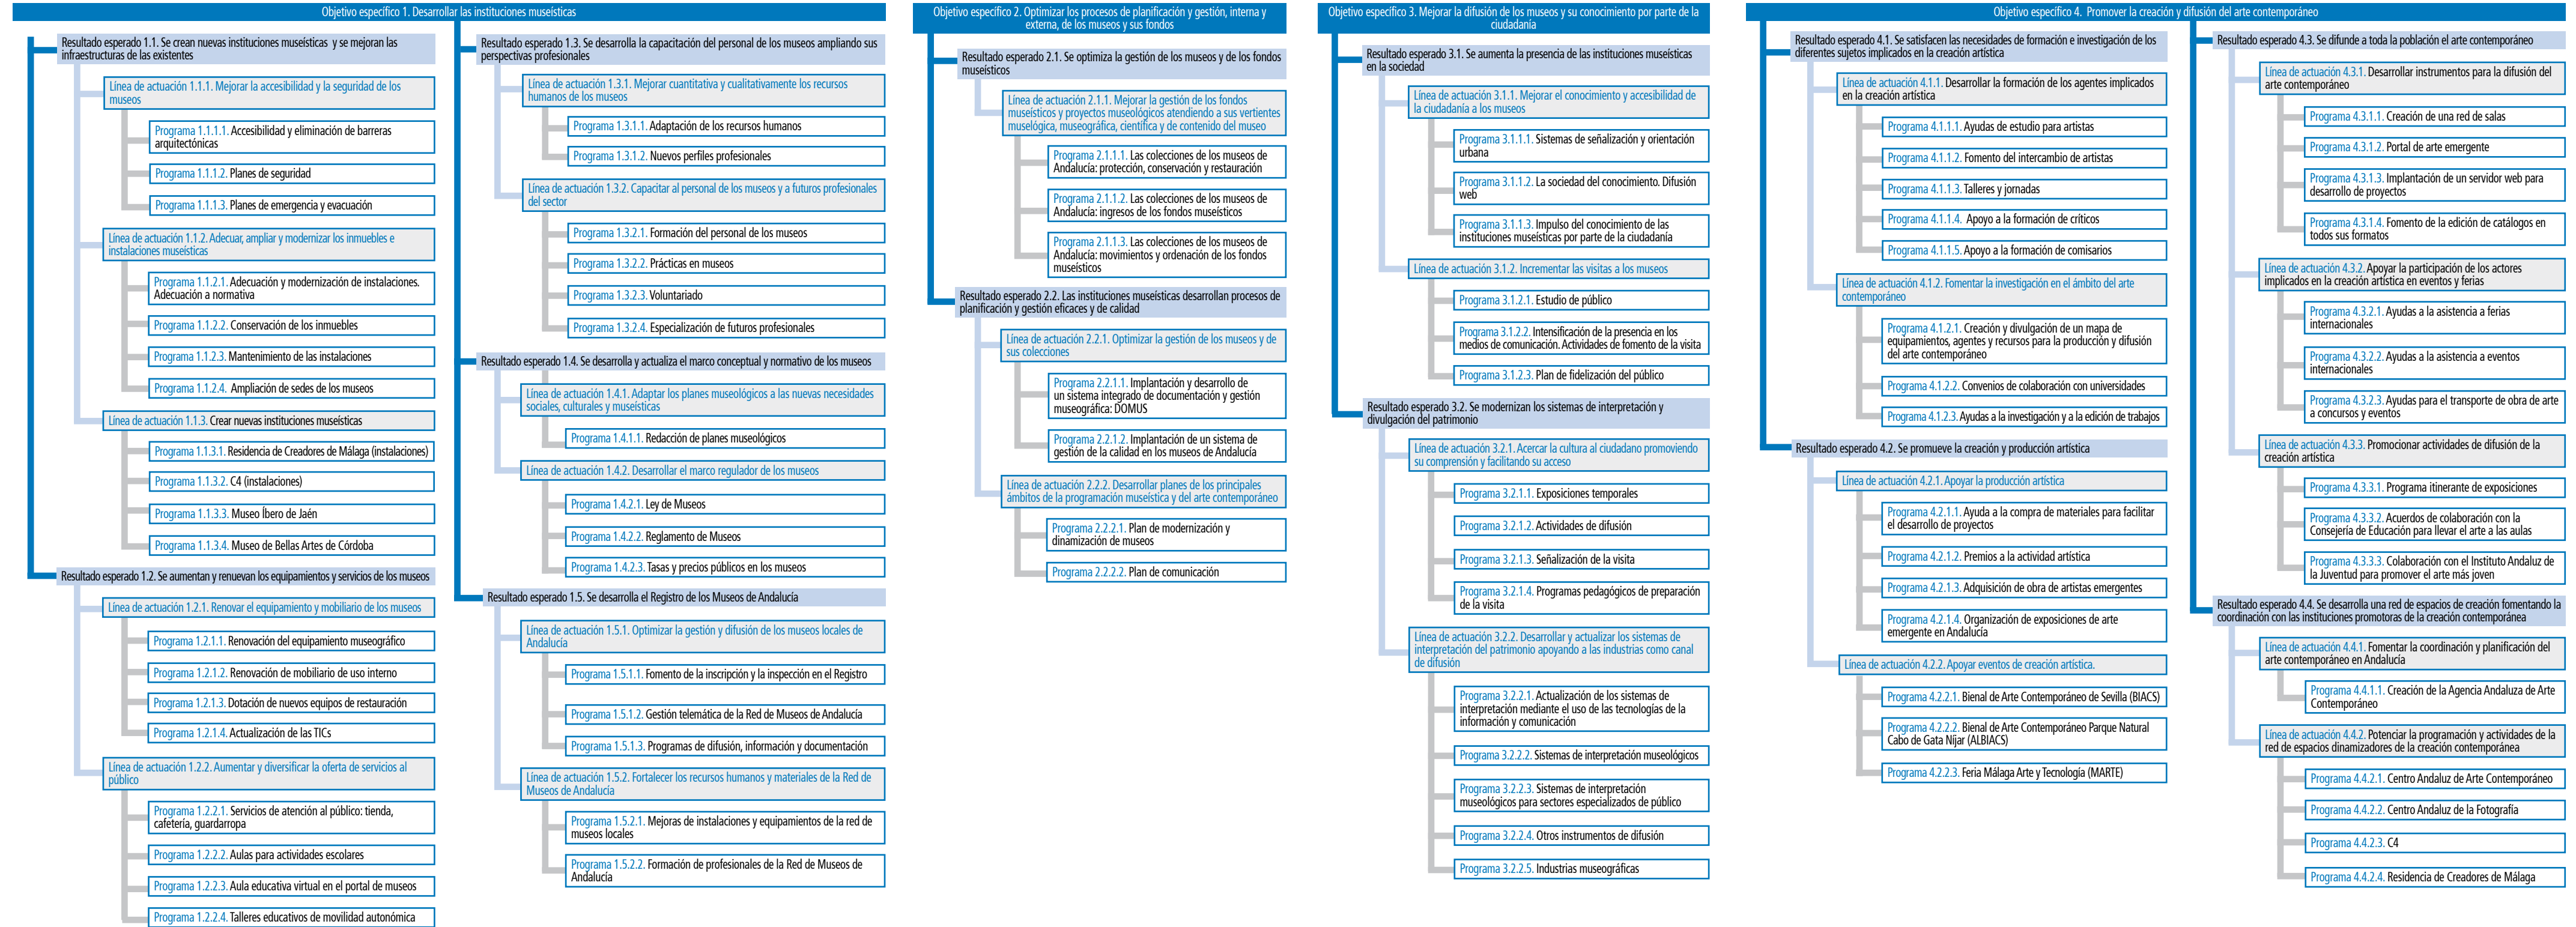 Objetivo específico 1. Desarrollar las instituciones museísticas
Resultado esperado 1.1. Se crean nuevas instituciones museísticas y se mejoran las
infraestructuras de las existentes
Línea de actuación 1.1.1. Mejorar la accesibilidad y la seguridad de los
museos
Programa 1.1.1.1. Accesibilidad y eliminación de barreras
arquitectónicas
Programa 1.1.1.2. Planes de seguridad
Programa 1.1.1.3. Planes de emergencia y evacuación
Línea de actuación 1.1.2. Adecuar, ampliar y modernizar los inmuebles e
instalaciones museísticas
Programa 1.1.2.1. Adecuación y modernización de instalaciones.
Adecuación a normativa
Programa 1.1.2.2. Conservación de los inmuebles
Programa 1.1.2.3. Mantenimiento de las instalaciones
Programa 1.1.2.4. Ampliación de sedes de los museos
Línea de actuación 1.1.3. Crear nuevas instituciones museísticas
Programa 1.1.3.1. Residencia de Creadores de Málaga (instalaciones)
Programa 1.1.3.2. C4 (instalaciones)
Programa 1.1.3.3. Museo Íbero de Jaén
Programa 1.1.3.4. Museo de Bellas Artes de Córdoba
Resultado esperado 1.2. Se aumentan y renuevan los equipamientos y servicios de los museos
Línea de actuación 1.2.1. Renovar el equipamiento y mobiliario de los museos
Programa 1.2.1.1. Renovación del equipamiento museográfico
Programa 1.2.1.2. Renovación de mobiliario de uso interno
Programa 1.2.1.3. Dotación de nuevos equipos de restauración
Programa 1.2.1.4. Actualización de las TICs
Línea de actuación 1.2.2. Aumentar y diversificar la oferta de servicios al
público
Programa 1.2.2.1. Servicios de atención al público: tienda,
cafetería, guardarropa
Programa 1.2.2.2. Aulas para actividades escolares
Programa 1.2.2.3. Aula educativa virtual en el portal de museos
Programa 1.2.2.4. Talleres educativos de movilidad autonómica
Resultado esperado 1.3. Se desarrolla la capacitación del personal de los museos ampliando sus
perspectivas profesionales
Línea de actuación 1.3.1. Mejorar cuantitativa y cualitativamente los recursos
humanos de los museos
Programa 1.3.1.1. Adaptación de los recursos humanos
Programa 1.3.1.2. Nuevos perfiles profesionales
Línea de actuación 1.3.2. Capacitar al personal de los museos y a futuros profesionales
del sector
Programa 1.3.2.1. Formación del personal de los museos
Programa 1.3.2.2. Prácticas en museos
Programa 1.3.2.3. Voluntariado
Programa 1.3.2.4. Especialización de futuros profesionales
Resultado esperado 1.4. Se desarrolla y actualiza el marco conceptual y normativo de los museos
Línea de actuación 1.4.1. Adaptar los planes museológicos a las nuevas necesidades
sociales, culturales y museísticas
Programa 1.4.1.1. Redacción de planes museológicos
Línea de actuación 1.4.2. Desarrollar el marco regulador de los museos
Programa 1.4.2.1. Ley de Museos
Programa 1.4.2.2. Reglamento de Museos
Programa 1.4.2.3. Tasas y precios públicos en los museos
Resultado esperado 1.5. Se desarrolla el Registro de los Museos de Andalucía
Línea de actuación 1.5.1. Optimizar la gestión y difusión de los museos locales de
Andalucía
Programa 1.5.1.1. Fomento de la inscripción y la inspección en el Registro
Programa 1.5.1.2. Gestión telemática de la Red de Museos de Andalucía
Programa 1.5.1.3. Programas de difusión, información y documentación
Línea de actuación 1.5.2. Fortalecer los recursos humanos y materiales de la Red de
Museos de Andalucía
Programa 1.5.2.1. Mejoras de instalaciones y equipamientos de la red de
museos locales
Programa 1.5.2.2. Formación de profesionales de la Red de Museos de
Andalucía
Objetivo específico 2. Optimizar los procesos de planificación y gestión, interna y
externa, de los museos y sus fondos
Resultado esperado 2.1. Se optimiza la gestión de los museos y de los fondos
museísticos
Línea de actuación 2.1.1. Mejorar la gestión de los fondos
museísticos y proyectos museológicos atendiendo a sus vertientes
muselógica, museográfica, científica y de contenido del museo
Programa 2.1.1.1. Las colecciones de los museos de
Andalucía: protección, conservación y restauración
Programa 2.1.1.2. Las colecciones de los museos de
Andalucía: ingresos de los fondos museísticos
Programa 2.1.1.3. Las colecciones de los museos de
Andalucía: movimientos y ordenación de los fondos
museísticos
Resultado esperado 2.2. Las instituciones museísticas desarrollan procesos de
planificación y gestión eficaces y de calidad
Línea de actuación 2.2.1. Optimizar la gestión de los museos y de
sus colecciones
Programa 2.2.1.1. Implantación y desarrollo de
un sistema integrado de documentación y gestión
museográfica: DOMUS
Programa 2.2.1.2. Implantación de un sistema de
gestión de la calidad en los museos de Andalucía
Línea de actuación 2.2.2. Desarrollar planes de los principales
ámbitos de la programación museística y del arte contemporáneo
Programa 2.2.2.1. Plan de modernización y
dinamización de museos
Programa 2.2.2.2. Plan de comunicación
Objetivo específico 3. Mejorar la difusión de los museos y su conocimiento por parte de la
ciudadanía
Resultado esperado 3.1. Se aumenta la presencia de las instituciones museísticas
en la sociedad
Línea de actuación 3.1.1. Mejorar el conocimiento y accesibilidad de
la ciudadanía a los museos
Programa 3.1.1.1. Sistemas de señalización y orientación
urbana
Programa 3.1.1.2. La sociedad del conocimiento. Difusión
web
Programa 3.1.1.3. Impulso del conocimiento de las
instituciones museísticas por parte de la ciudadanía
Línea de actuación 3.1.2. Incrementar las visitas a los museos
Programa 3.1.2.1. Estudio de público
Programa 3.1.2.2. Intensificación de la presencia en los
medios de comunicación. Actividades de fomento de la visita
Programa 3.1.2.3. Plan de fidelización del público
Resultado esperado 3.2. Se modernizan los sistemas de interpretación y
divulgación del patrimonio
Línea de actuación 3.2.1. Acercar la cultura al ciudadano promoviendo
su comprensión y facilitando su acceso
Programa 3.2.1.1. Exposiciones temporales
Programa 3.2.1.2. Actividades de difusión
Programa 3.2.1.3. Señalización de la visita
Programa 3.2.1.4. Programas pedagógicos de preparación
de la visita
Línea de actuación 3.2.2. Desarrollar y actualizar los sistemas de
interpretación del patrimonio apoyando a las industrias como canal
de difusión
Programa 3.2.2.1. Actualización de los sistemas de
interpretación mediante el uso de las tecnologías de la
información y comunicación
Programa 3.2.2.2. Sistemas de interpretación museológicos
Programa 3.2.2.3. Sistemas de interpretación
museológicos para sectores especializados de público
Programa 3.2.2.4. Otros instrumentos de difusión
Programa 3.2.2.5. Industrias museográficas
Objetivo específico 4. Promover la creación y difusión del arte contemporáneo
Resultado esperado 4.1. Se satisfacen las necesidades de formación e investigación de los
diferentes sujetos implicados en la creación artística
Línea de actuación 4.1.1. Desarrollar la formación de los agentes implicados
en la creación artística
Programa 4.1.1.1. Ayudas de estudio para artistas
Programa 4.1.1.2. Fomento del intercambio de artistas
Programa 4.1.1.3. Talleres y jornadas
Programa 4.1.1.4. Apoyo a la formación de críticos
Programa 4.1.1.5. Apoyo a la formación de comisarios
Línea de actuación 4.1.2. Fomentar la investigación en el ámbito del arte
contemporáneo
Programa 4.1.2.1. Creación y divulgación de un mapa de
equipamientos, agentes y recursos para la producción y difusión
del arte contemporáneo
Programa 4.1.2.2. Convenios de colaboración con universidades
Programa 4.1.2.3. Ayudas a la investigación y a la edición de trabajos
Resultado esperado 4.2. Se promueve la creación y producción artística
Línea de actuación 4.2.1. Apoyar la producción artística
Programa 4.2.1.1. Ayuda a la compra de materiales para facilitar
el desarrollo de proyectos
Programa 4.2.1.2. Premios a la actividad artística
Programa 4.2.1.3. Adquisición de obra de artistas emergentes
Programa 4.2.1.4. Organización de exposiciones de arte
emergente en Andalucía
Línea de actuación 4.2.2. Apoyar eventos de creación artística.
Programa 4.2.2.1. Bienal de Arte Contemporáneo de Sevilla (BIACS)
Programa 4.2.2.2. Bienal de Arte Contemporáneo Parque Natural
Cabo de Gata Níjar (ALBIACS)
Programa 4.2.2.3. Feria Málaga Arte y Tecnología (MARTE)
Resultado esperado 4.3. Se difunde a toda la población el arte contemporáneo
Línea de actuación 4.3.1. Desarrollar instrumentos para la difusión del
arte contemporáneo
Programa 4.3.1.1. Creación de una red de salas
Programa 4.3.1.2. Portal de arte emergente
Programa 4.3.1.3. Implantación de un servidor web para
desarrollo de proyectos
Programa 4.3.1.4. Fomento de la edición de catálogos en
todos sus formatos
Línea de actuación 4.3.2. Apoyar la participación de los actores
implicados en la creación artística en eventos y ferias
Programa 4.3.2.1. Ayudas a la asistencia a ferias
internacionales
Programa 4.3.2.2. Ayudas a la asistencia a eventos
internacionales
Programa 4.3.2.3. Ayudas para el transporte de obra de arte
a concursos y eventos
Línea de actuación 4.3.3. Promocionar actividades de difusión de la
creación artística
Programa 4.3.3.1. Programa itinerante de exposiciones
Programa 4.3.3.2. Acuerdos de colaboración con la
Consejería de Educación para llevar el arte a las aulas
Programa 4.3.3.3. Colaboración con el Instituto Andaluz de
la Juventud para promover el arte más joven
Resultado esperado 4.4. Se desarrolla una red de espacios de creación fomentando la
coordinación con las instituciones promotoras de la creación contemporánea
Línea de actuación 4.4.1. Fomentar la coordinación y planificación del
arte contemporáneo en Andalucía
Programa 4.4.1.1. Creación de la Agencia Andaluza de Arte
Contemporáneo
Línea de actuación 4.4.2. Potenciar la programación y actividades de la
red de espacios dinamizadores de la creación contemporánea
Programa 4.4.2.1. Centro Andaluz de Arte Contemporáneo
Programa 4.4.2.2. Centro Andaluz de la Fotografía
Programa 4.4.2.3. C4
Programa 4.4.2.4. Residencia de Creadores de Málaga